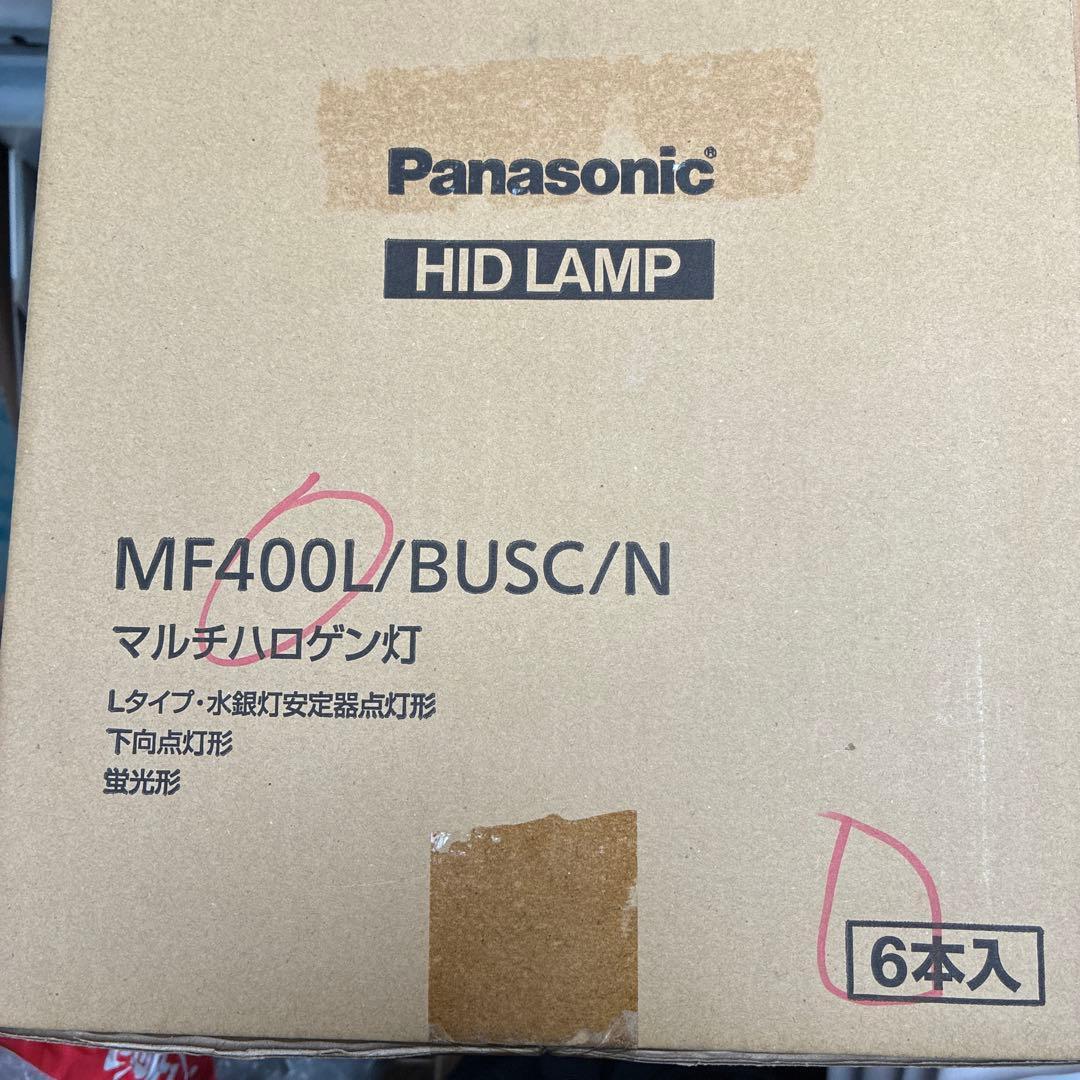 Panasonic®
HID LAMP
MF400L/BUSC/N
マルチハロゲン灯
Lタイプ・水銀灯安定器点灯形
下向点灯形
蛍光形
6本入